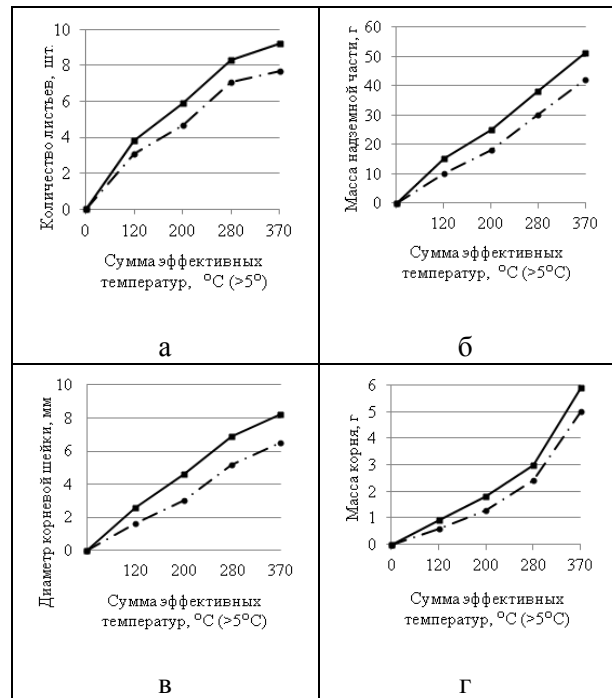 Количество листьев, шт.
10
8
6
4
2
0
0 120 200 280 370
Сумма эффективных
температур, °С (>5°)
а
Масса надземной части, г
60
50
40
30
20
10
0
120 200 280 370
Сумма эффективных
температур, °С (>5°С)
б
Диаметр корневой шейки, мм
10
8
6
4
2
0
120 200 280 370
Сумма эффективных
температур, °С (>5°С)
в
Масса корня, г
6
5
4
3
2
1
0
0 120 200 280 370
Сумма эффективных
температур, °С (>5°С)
г